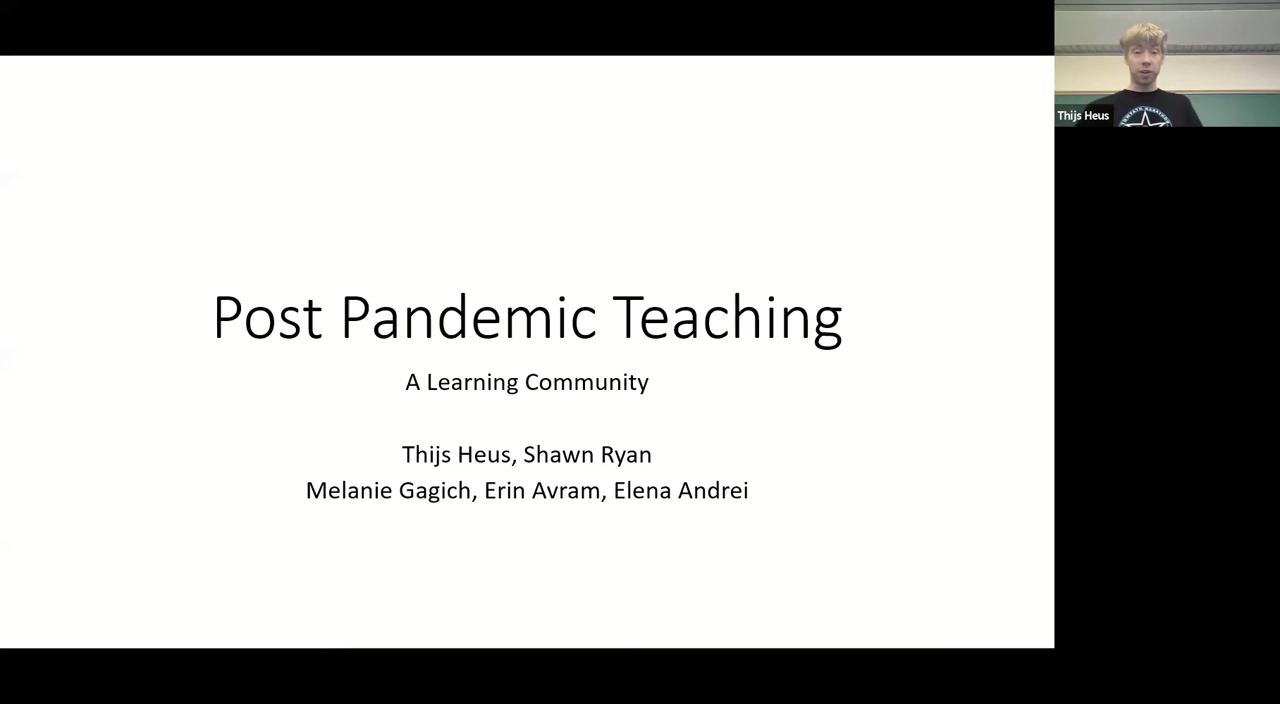 Post Pandemic Teaching
A Learning Community
Thijs Heus, Shawn Ryan
Melanie Gagich, Erin Avram, Elena Andrei
Thijs Heus